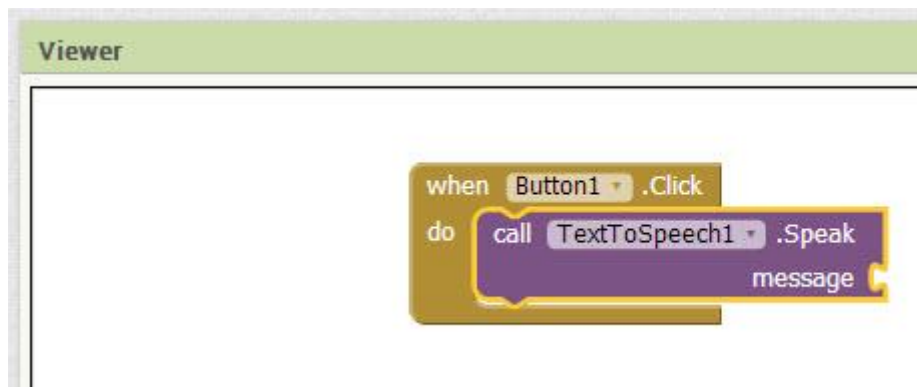 Viewer
when Button1 .Click
do call TextToSpeech1 .Speak
message